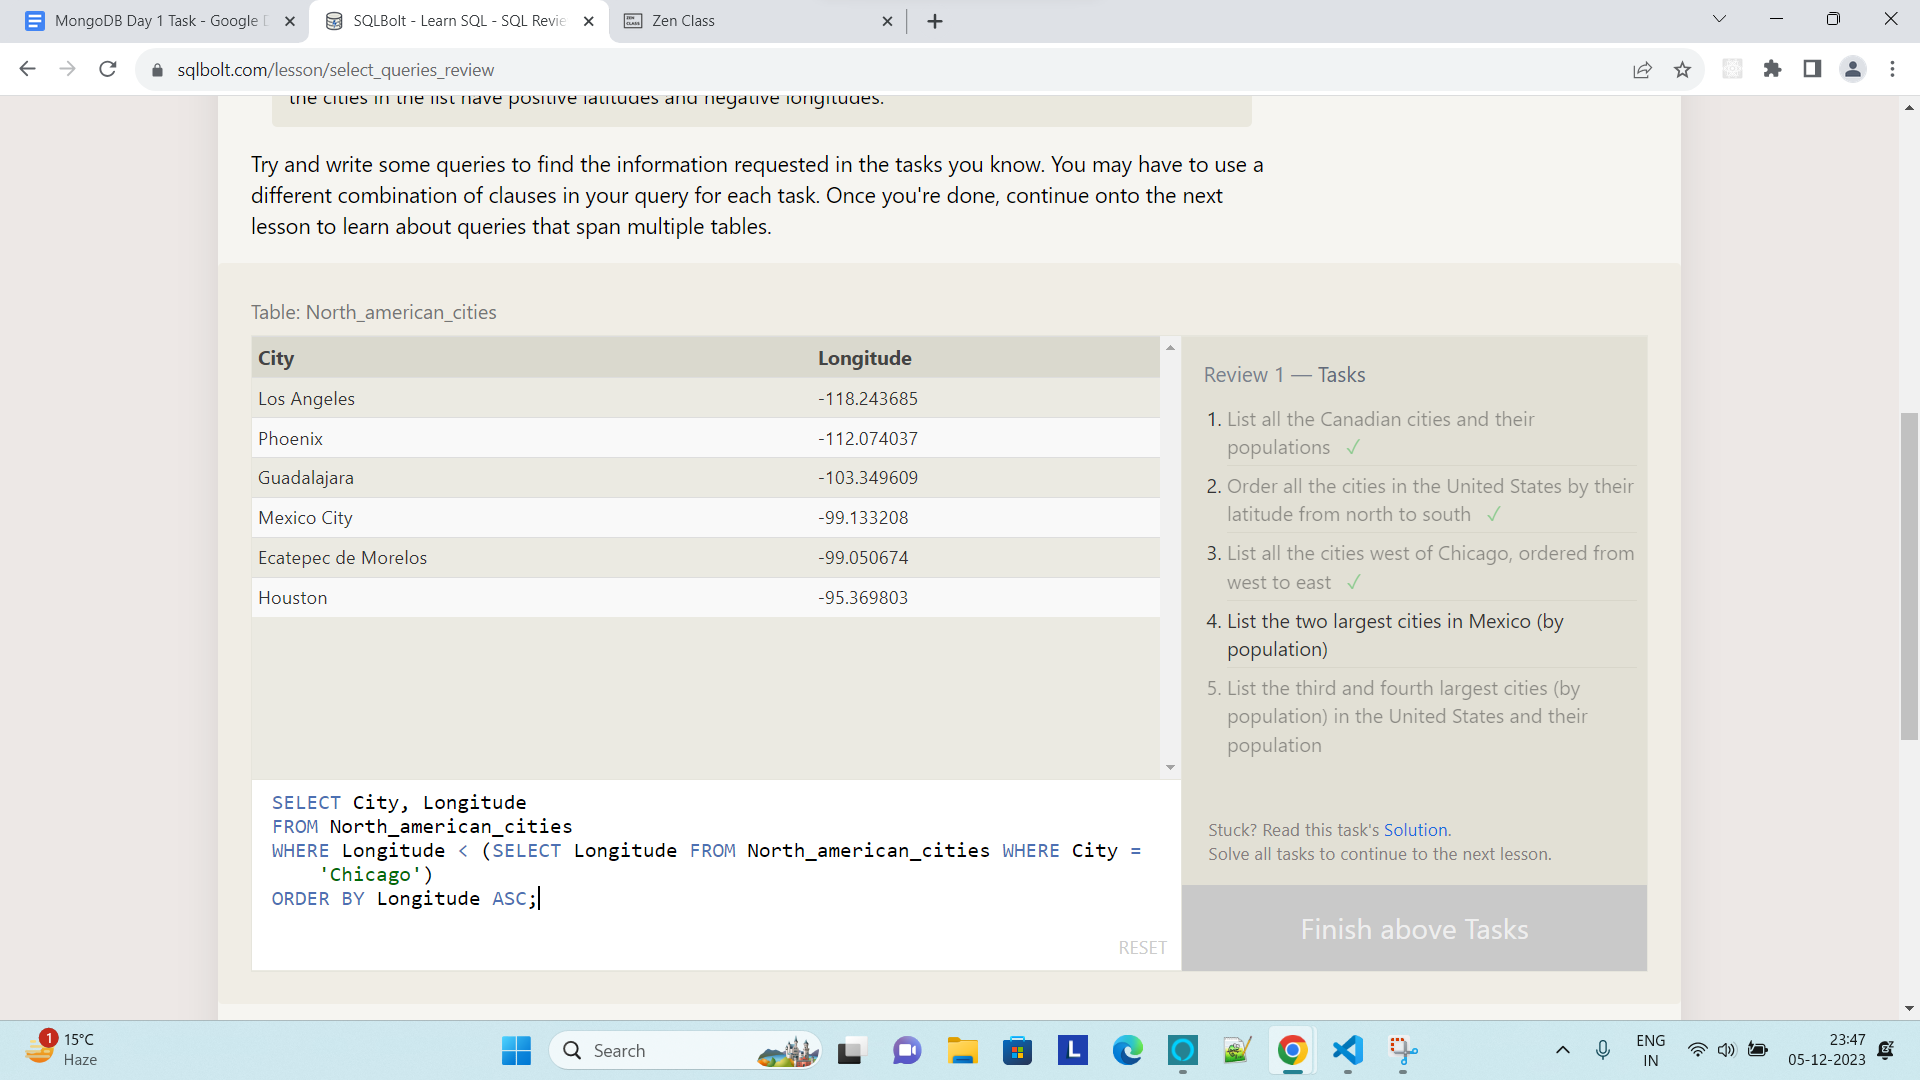 MongoDB Day 1 Task - Google D
SQLBolt - Learn SQL - SQL Revie
Zen Class
sqlbolt.com/lesson/select_queries_review
the cities in the list have positive latitudes and negative longitudes.
Try and write some queries to find the information requested in the tasks you know. You may have to use a
different combination of clauses in your query for each task. Once you're done, continue onto the next
lesson to learn about queries that span multiple tables.
Table: North_american_cities
City Longitude
Los Angeles -118.243685
Phoenix -112.074037
Guadalajara -103.349609
Mexico City -99.133208
Ecatepec de Morelos -99.050674
Houston -95.369803
SELECT City, Longitude
FROM North_american_cities
WHERE Longitude < (SELECT Longitude FROM North_american_cities WHERE City =
'Chicago')
ORDER BY Longitude ASC;
RESET
Review 1 — Tasks
1. List all the Canadian cities and their
populations ✓
2. Order all the cities in the United States by their
latitude from north to south ✓
3. List all the cities west of Chicago, ordered from
west to east ✓
4. List the two largest cities in Mexico (by
population)
5. List the third and fourth largest cities (by
population) in the United States and their
population
Stuck? Read this task's Solution.
Solve all tasks to continue to the next lesson.
Finish above Tasks
1
15°C
Haze
Search
L
ENG
IN
23:47
05-12-2023